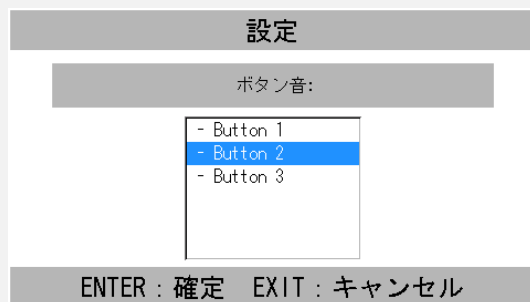 設定
ボタン音:
- Button 1
- Button 2
- Button 3
ENTER：確定　EXIT：キャンセル